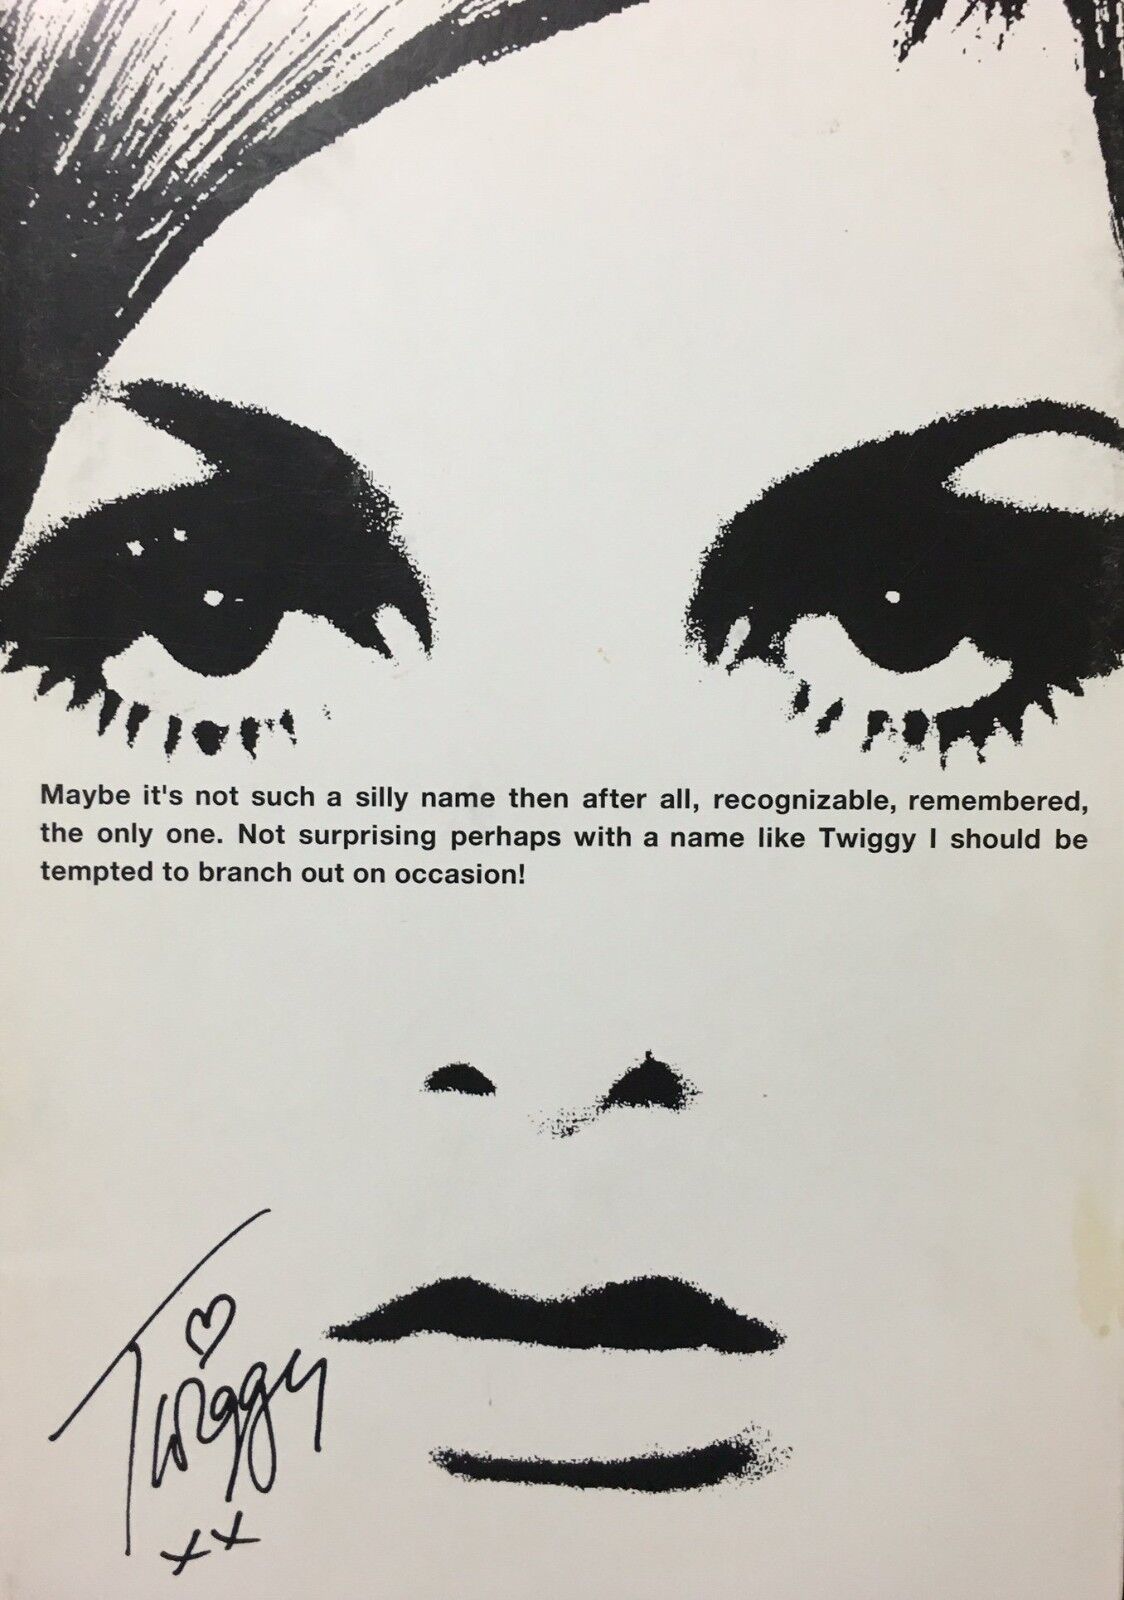 Maybe it's not such a silly name then after all, recognizable, remembered,
the only one. Not surprising perhaps with a name like Twiggy I should be
tempted to branch out on occasion!
Twiggy
xx